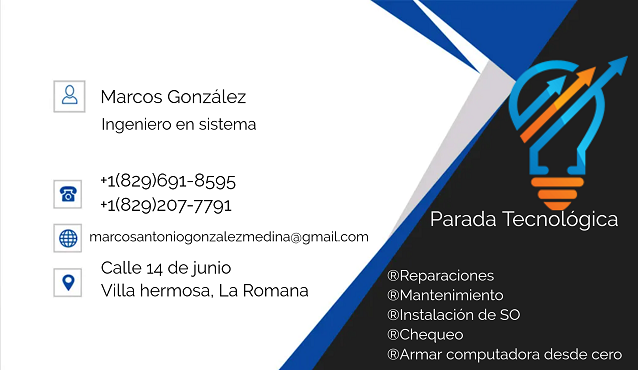 Marcos González
Ingeniero en sistema
+1(829)691-8595
+1(829)207-7791
marcosantoniogonzalezmedina@gmail.com
Calle 14 de junio
Villa hermosa, La Romana
Parada Tecnológica
®Reparaciones
®Mantenimiento
®Instalación de SO
®Chequeo
®Armar computadora desde cero